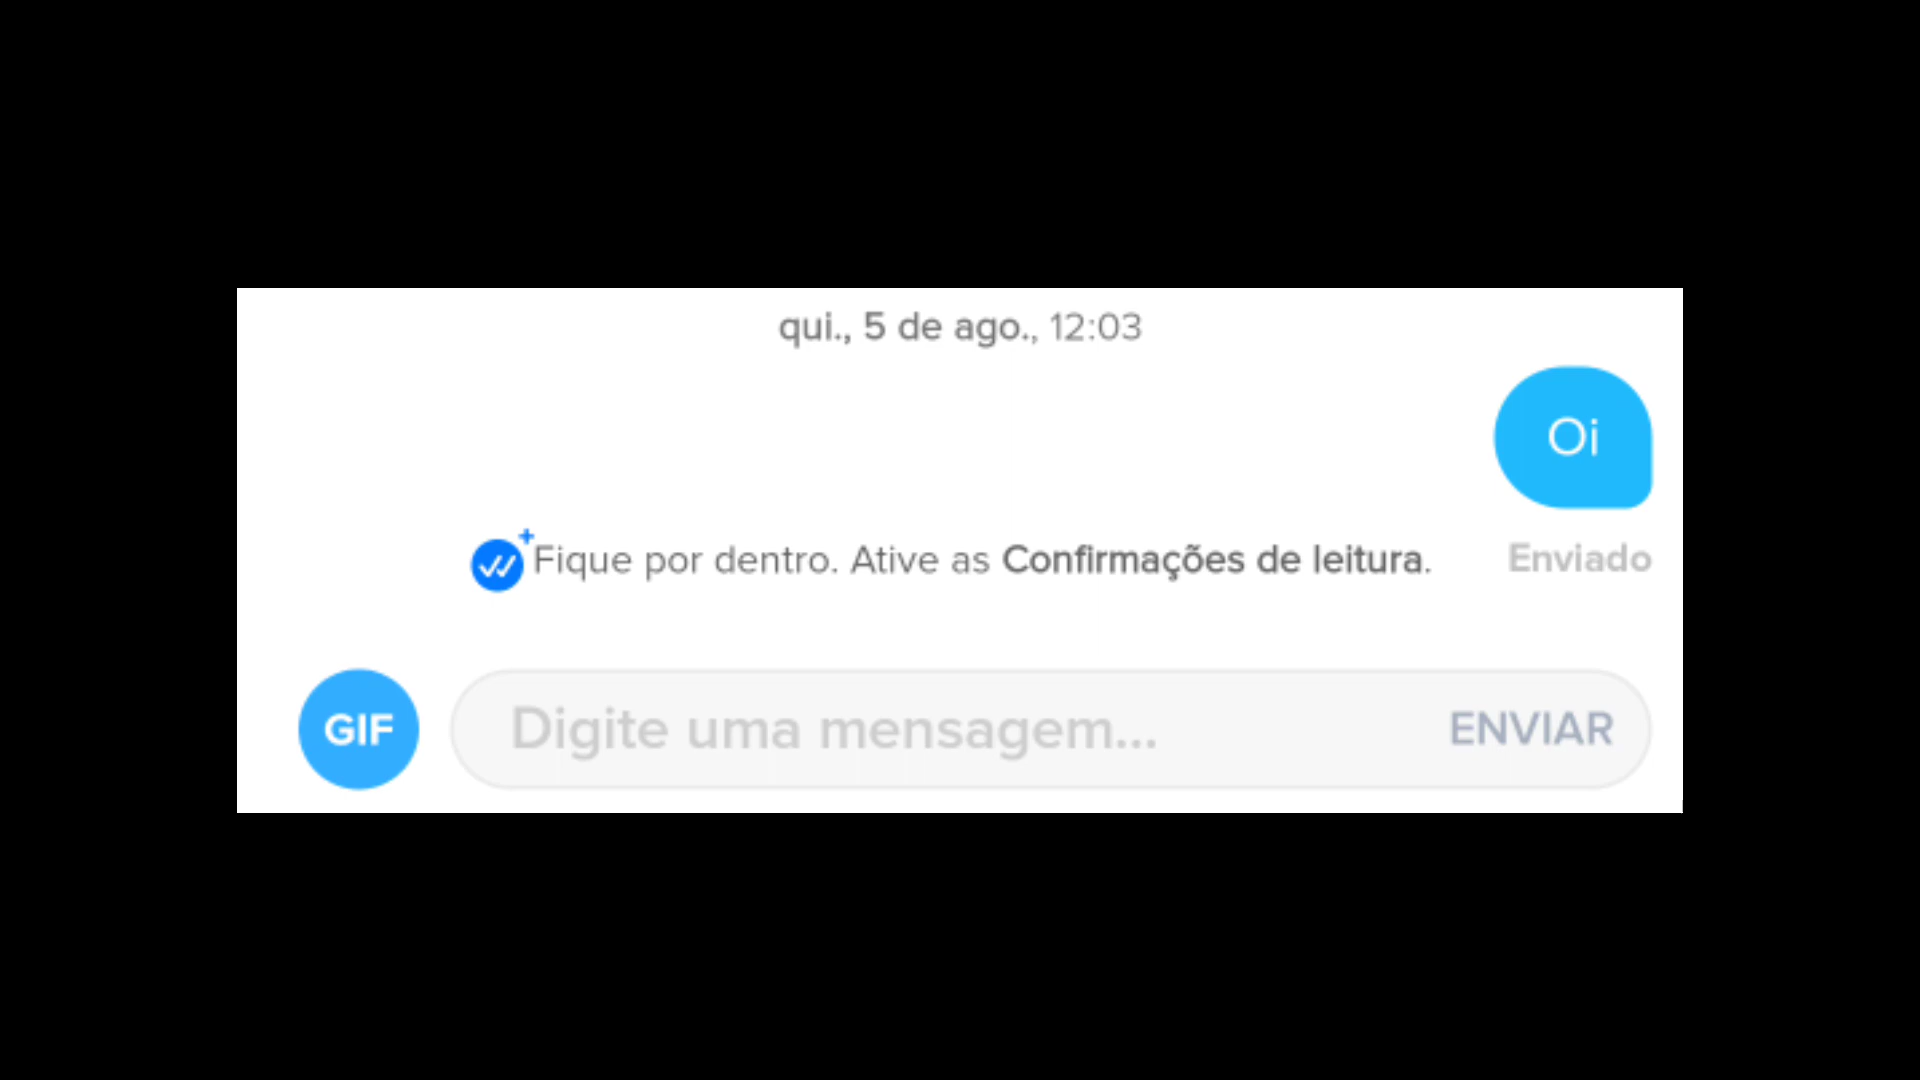 qui., 5 de ago., 12:03
Oi
Fique por dentro. Ative as Confirmações de leitura.
Enviado
GIF
Digite uma mensagem...
ENVIAR